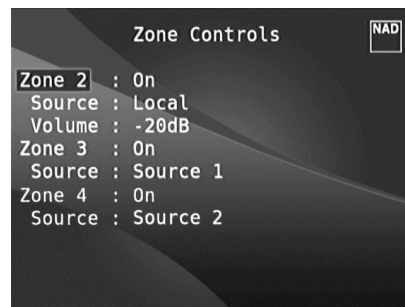 Zone Controls
NAD
Zone 2 : On
Source : Local
Volume : -20dB
Zone 3 : On
Source : Source 1
Zone 4 : On
Source : Source 2